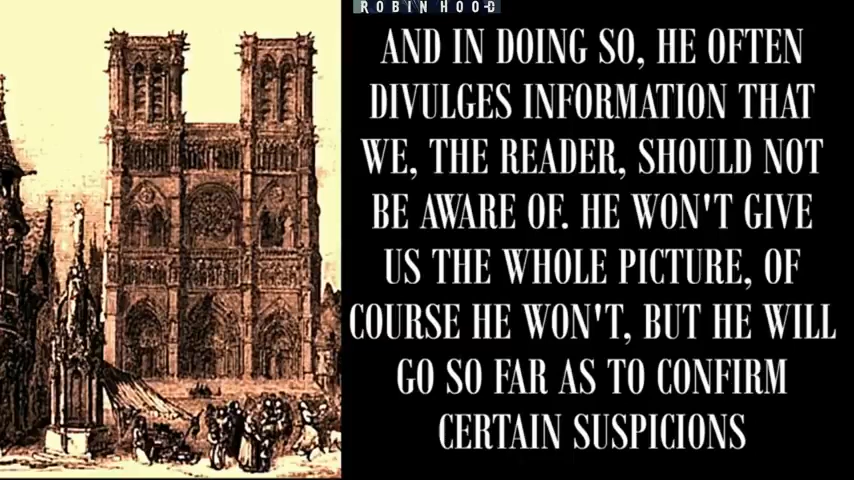 ROBIN HOOD
AND IN DOING SO, HE OFTEN
DIVULGES INFORMATION THAT
WE, THE READER, SHOULD NOT
BE AWARE OF. HE WON'T GIVE
US THE WHOLE PICTURE, OF
COURSE HE WON'T, BUT HE WILL
GO SO FAR AS TO CONFIRM
CERTAIN SUSPICIONS